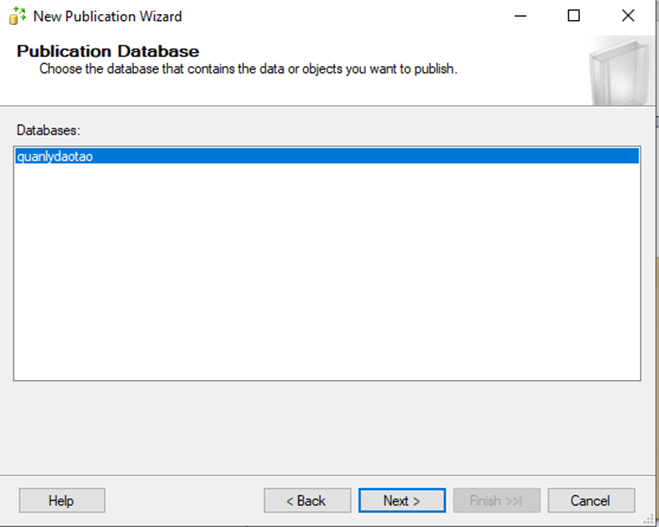 New Publication Wizard
Publication Database
Choose the database that contains the data or objects you want to publish.
Databases:
quanlydaotao
Help
< Back
Next >
Finish >>|
Cancel